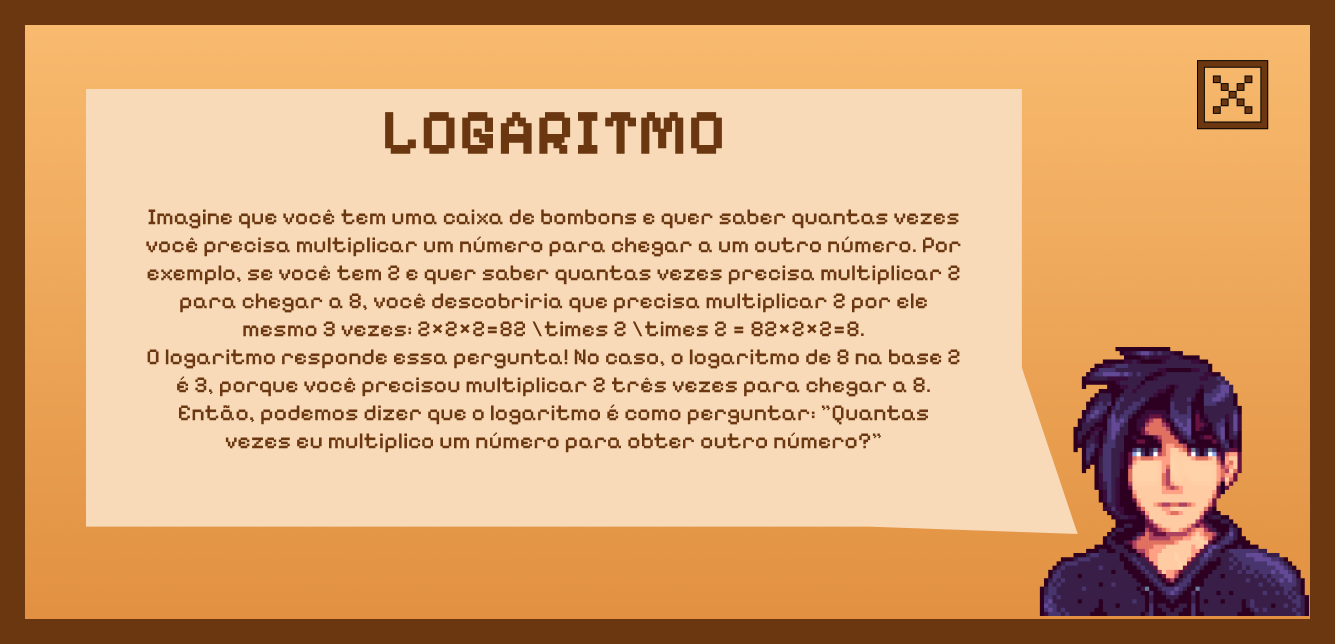 LOGARITMO
Imagine que você tem uma caixa de bombons e quer saber quantas vezes
você precisa multiplicar um número para chegar a um outro número. Por
exemplo, se você tem 2 e quer saber quantas vezes precisa multiplicar 2
para chegar a 8, você descobriria que precisa multiplicar 2 por ele
mesmo 3 vezes: 2×2×2=82 \times 2 \times 2 = 82×2×2=8.
O logaritmo responde essa pergunta! No caso, o logaritmo de 8 na base 2
é 3, porque você precisou multiplicar 2 três vezes para chegar a 8.
Então, podemos dizer que o logaritmo é como perguntar: "Quantas
vezes eu multiplico um número para obter outro número?"